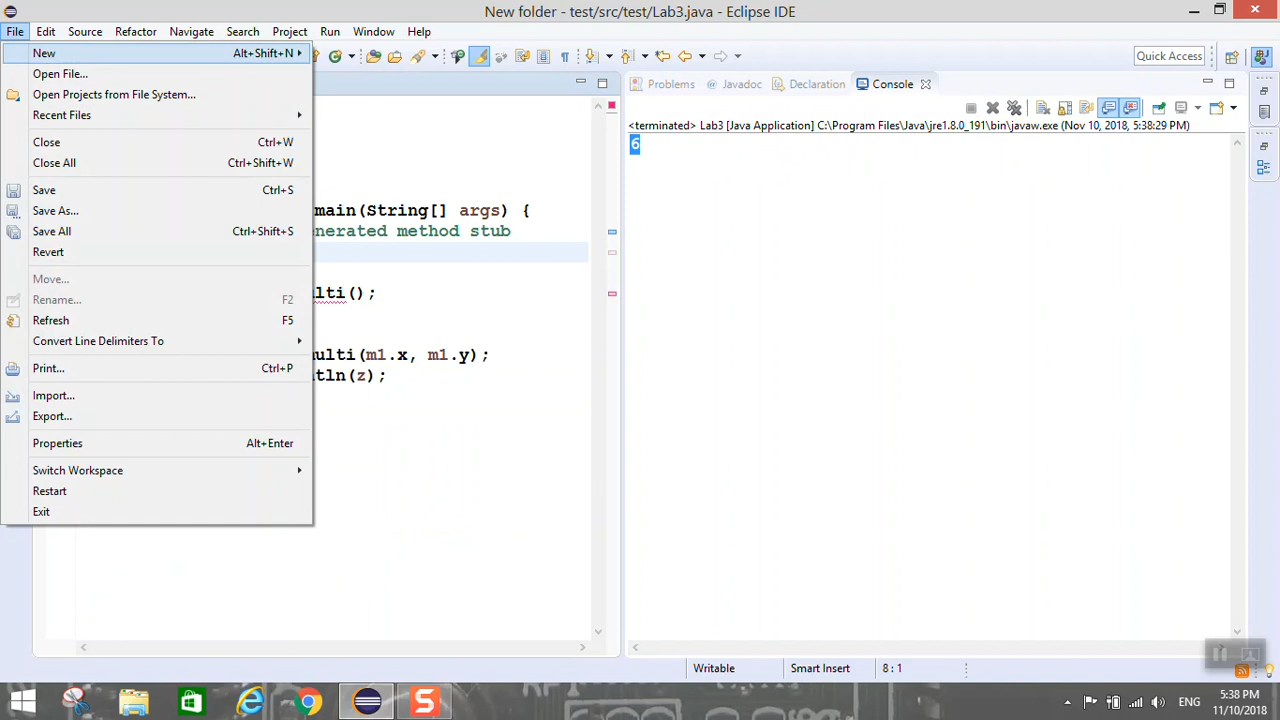 New folder - test/src/test/Lab3.java - Eclipse IDE
File Edit Source Refactor Navigate Search Project Run Window Help
New Alt+Shift+N
Open File...
Open Projects from File System...
Recent Files
Close Ctrl+W
Close All Ctrl+Shift+W
Save Ctrl+S
Save As...
Save All Ctrl+Shift+S
Revert
Move...
Rename... F2
Refresh F5
Convert Line Delimiters To
Print... Ctrl+P
Import...
Export...
Properties Alt+Enter
Switch Workspace
Restart
Exit
Quick Access
main(String[] args) {
nerated method stub
lti();
multi(m1.x, m1.y);
tln(z);
Problems Javadoc Declaration Console
<terminated> Lab3 [Java Application] C:\Program Files\Java\jre1.8.0_191\bin\javaw.exe (Nov 10, 2018, 5:38:29 PM)
6
Writable Smart Insert 8 : 1
ENG
5:38 PM
11/10/2018